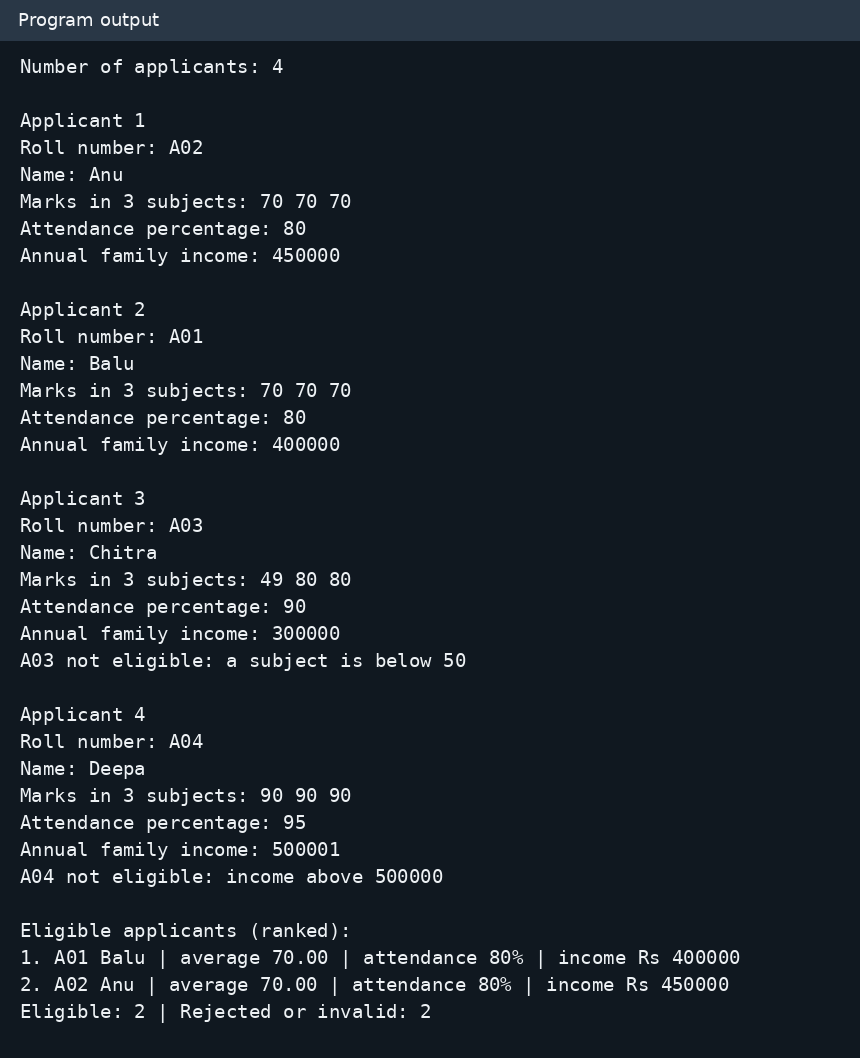 Program output
Number of applicants: 4
Applicant 1
Roll number: A02
Name: Anu
Marks in 3 subjects: 70 70 70
Attendance percentage: 80
Annual family income: 450000
Applicant 2
Roll number: A01
Name: Balu
Marks in 3 subjects: 70 70 70
Attendance percentage: 80
Annual family income: 400000
Applicant 3
Roll number: A03
Name: Chitra
Marks in 3 subjects: 49 80 80
Attendance percentage: 90
Annual family income: 300000
A03 not eligible: a subject is below 50
Applicant 4
Roll number: A04
Name: Deepa
Marks in 3 subjects: 90 90 90
Attendance percentage: 95
Annual family income: 500001
A04 not eligible: income above 500000
Eligible applicants (ranked):
1. A01 Balu | average 70.00 | attendance 80% | income Rs 400000
2. A02 Anu | average 70.00 | attendance 80% | income Rs 450000
Eligible: 2 | Rejected or invalid: 2